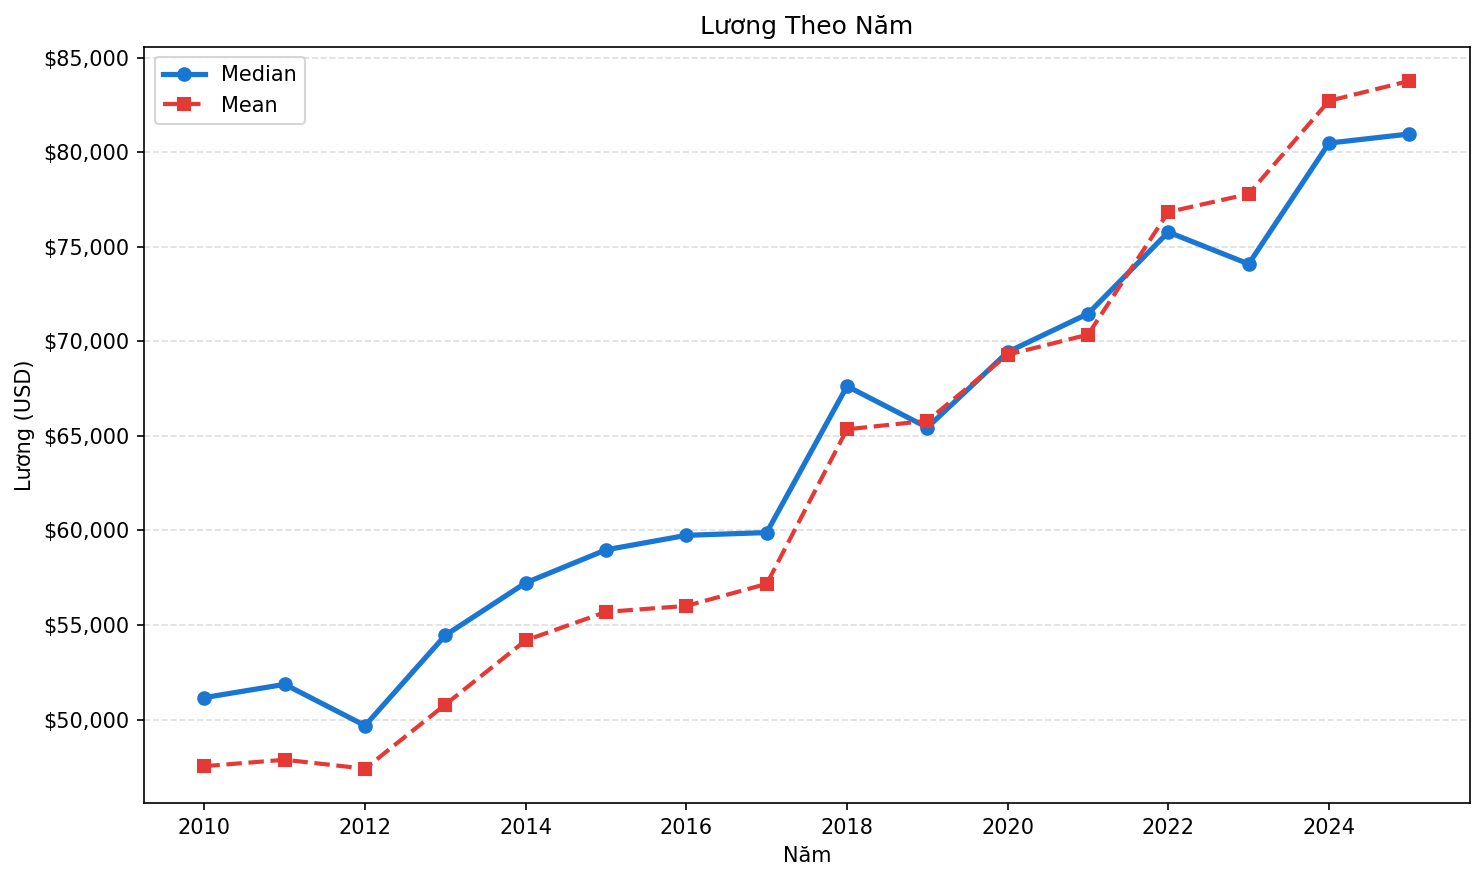 Lương Theo Năm
Median
Mean
$85,000
$80,000
$75,000
$70,000
$65,000
$60,000
$55,000
$50,000
Lương (USD)
2010 2012 2014 2016 2018 2020 2022 2024
Năm